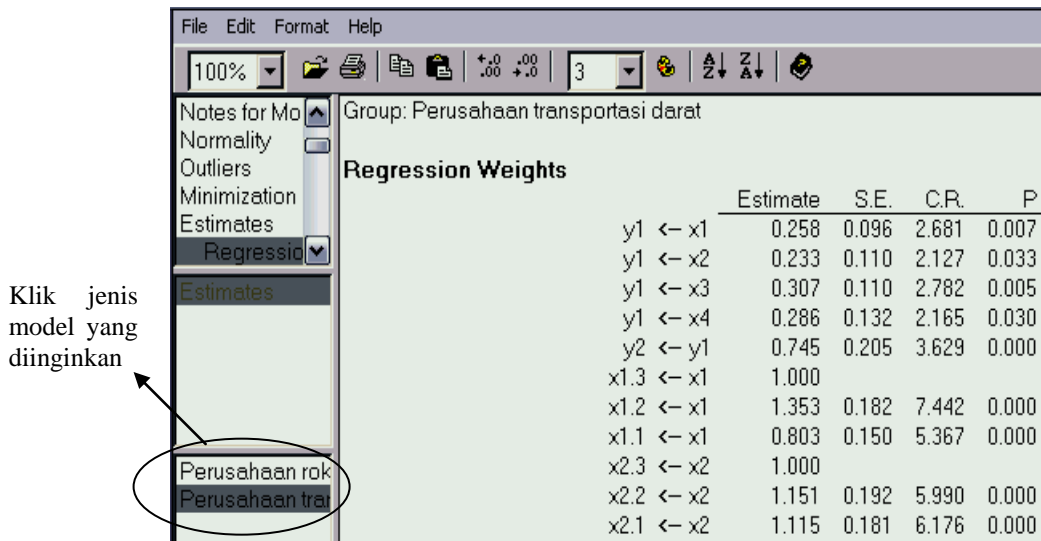 File Edit Format Help
100% 3
Notes for Mo
Normality
Outliers
Minimization
Estimates
Regressio
Estimates
Perusahaan rok
Perusahaan tran
Klik jenis
model yang
diinginkan
Group: Perusahaan transportasi darat
Regression Weights
Estimate S.E. C.R. P
y1 <-- x1 0.258 0.096 2.681 0.007
y1 <-- x2 0.233 0.110 2.127 0.033
y1 <-- x3 0.307 0.110 2.782 0.005
y1 <-- x4 0.286 0.132 2.165 0.030
y2 <-- y1 0.745 0.205 3.629 0.000
x1.3 <-- x1 1.000
x1.2 <-- x1 1.353 0.182 7.442 0.000
x1.1 <-- x1 0.803 0.150 5.367 0.000
x2.3 <-- x2 1.000
x2.2 <-- x2 1.151 0.192 5.990 0.000
x2.1 <-- x2 1.115 0.181 6.176 0.000